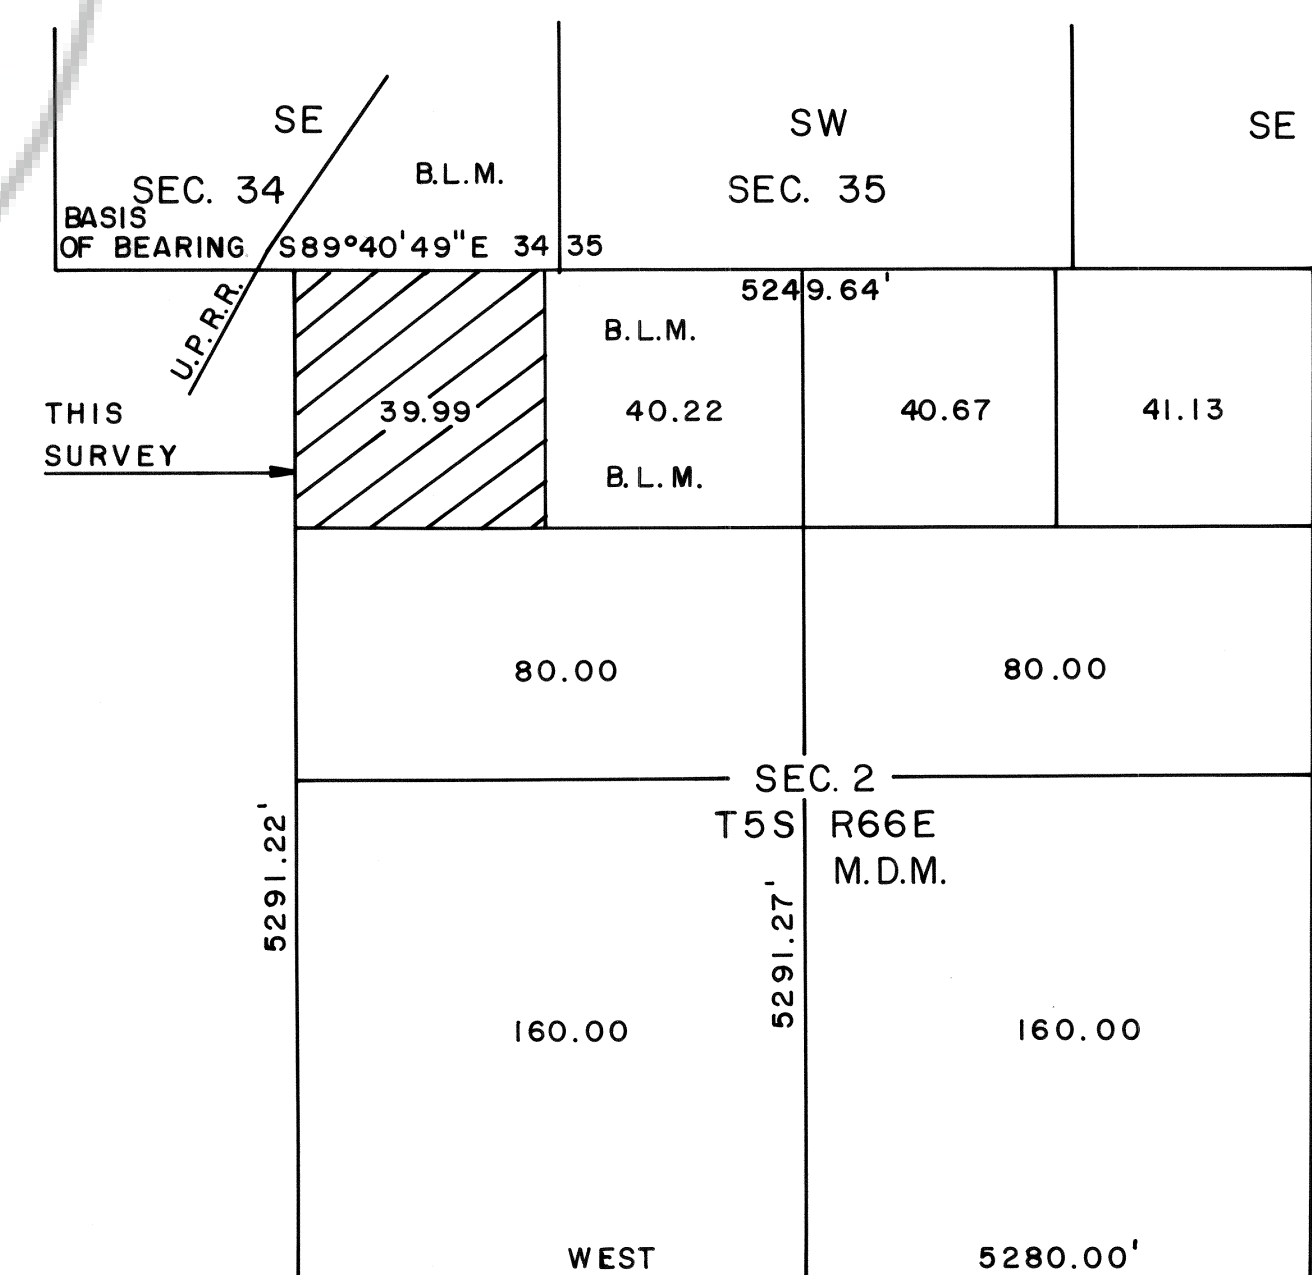 SE
SW
SE
B.L.M.
SEC. 34
SEC. 35
BASIS
OF BEARING S89°40'49"E 34 35
5249.64'
U.P.R.R.
B.L.M.
THIS
SURVEY
39.99
40.22
40.67
41.13
B.L.M.
80.00
80.00
SEC. 2
T5S R66E
M.D.M.
5291.22'
5291.27'
160.00
160.00
WEST 5280.00'